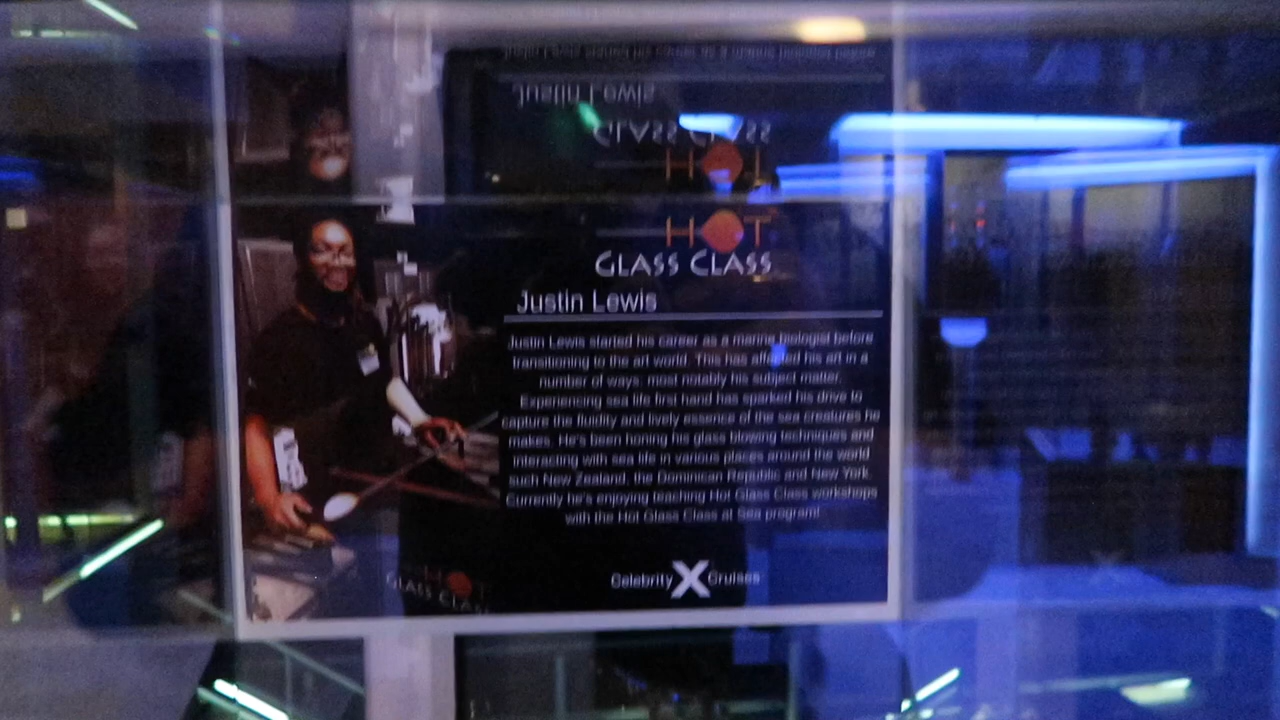 HOT
GLASS CLASS
Justin Lewis
Justin Lewis started his career as a marine biologist before
transitioning to the art world. This has affected his art in a
number of ways, most notably his subject matter.
Experiencing sea life first hand has sparked his drive to
capture the fluidity and lively essence of the sea creatures he
makes. He's been honing his glass blowing techniques and
interacting with sea life in various places around the world
such New Zealand, the Dominican Republic and New York.
Currently he's enjoying teaching Hot Glass Class workshops
with the Hot Glass Class at Sea program!
Celebrity X Cruises
HOT
GLASS CLASS